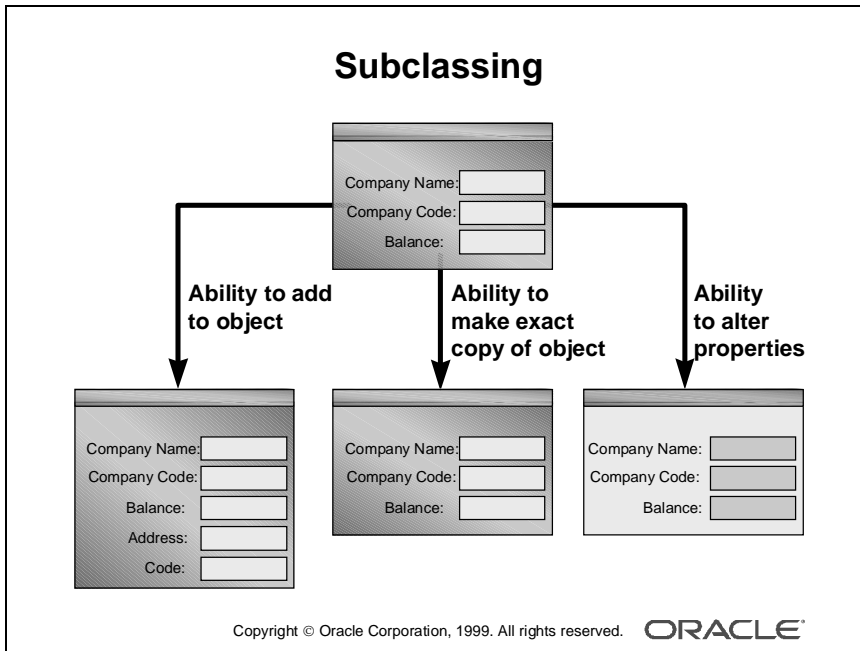 Subclassing
Company Name:
Company Code:
Balance:
Ability to add
to object
Ability to
make exact
copy of object
Ability
to alter
properties
Company Name:
Company Code:
Balance:
Address:
Code:
Company Name:
Company Code:
Balance:
Company Name:
Company Code:
Balance:
Copyright © Oracle Corporation, 1999. All rights reserved.
ORACLE®